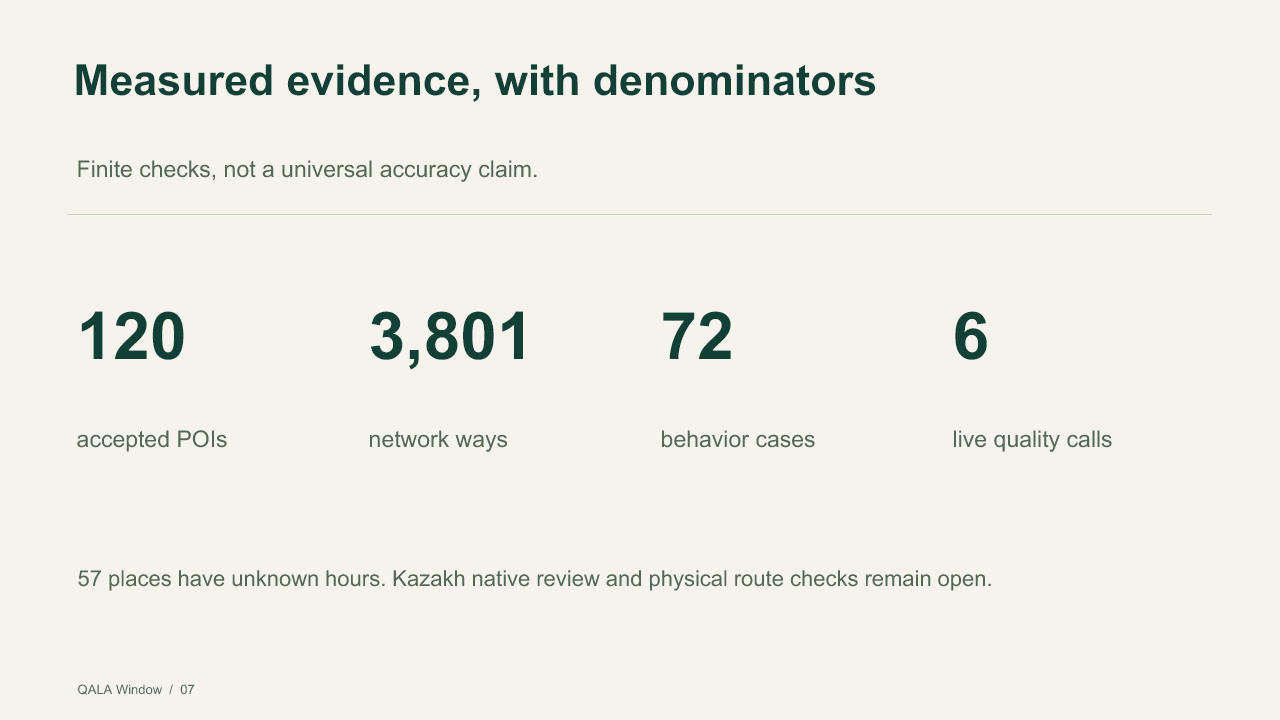 Measured evidence, with denominators
Finite checks, not a universal accuracy claim.
120
accepted POIs
3,801
network ways
72
behavior cases
6
live quality calls
57 places have unknown hours. Kazakh native review and physical route checks remain open.
QALA Window / 07